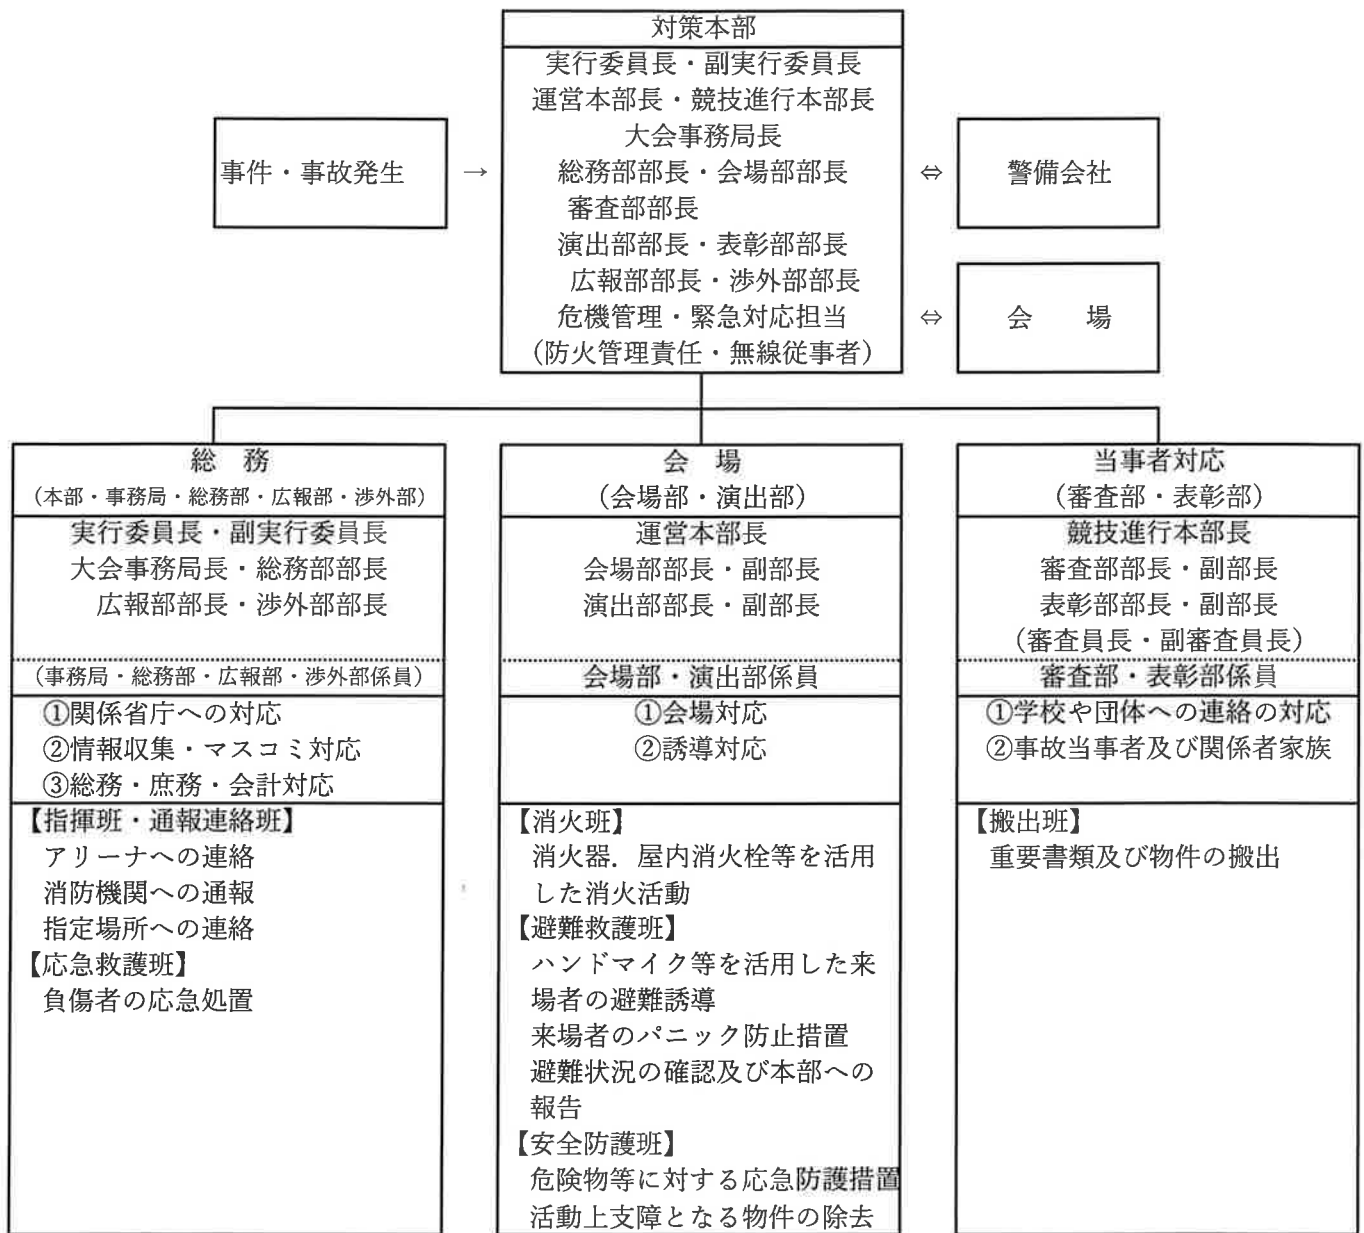 対策本部
実行委員長・副実行委員長
運営本部長・競技進行本部長
大会事務局長
総務部部長・会場部部長
審査部部長
演出部部長・表彰部部長
広報部部長・渉外部部長
危機管理・緊急対応担当
（防火管理責任・無線従事者）
事件・事故発生
→
⇔
警備会社
⇔
会　　場
総　務
（本部・事務局・総務部・広報部・渉外部）
実行委員長・副実行委員長
大会事務局長・総務部部長
広報部部長・渉外部部長
（事務局・総務部・広報部・渉外部係員）
①関係省庁への対応
②情報収集・マスコミ対応
③総務・庶務・会計対応
【指揮班・通報連絡班】
アリーナへの連絡
消防機関への通報
指定場所への連絡
【応急救護班】
負傷者の応急処置
会　場
（会場部・演出部）
運営本部長
会場部部長・副部長
演出部部長・副部長
会場部・演出部係員
①会場対応
②誘導対応
【消火班】
消火器．屋内消火栓等を活用
した消火活動
【避難救護班】
ハンドマイク等を活用した来
場者の避難誘導
来場者のパニック防止措置
避難状況の確認及び本部への
報告
【安全防護班】
危険物等に対する応急防護措置
活動上支障となる物件の除去
当事者対応
（審査部・表彰部）
競技進行本部長
審査部部長・副部長
表彰部部長・副部長
（審査員長・副審査員長）
審査部・表彰部係員
①学校や団体への連絡の対応
②事故当事者及び関係者家族
【搬出班】
重要書類及び物件の搬出